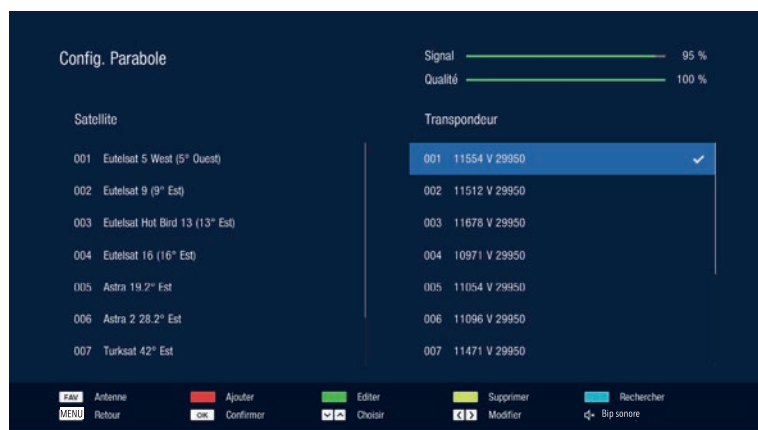 Config. Parabole
Signal 95 %
Qualité 100 %
Satellite
Transpondeur
001 Eutelsat 5 West (5° Ouest)
002 Eutelsat 9 (9° Est)
003 Eutelsat Hot Bird 13 (13° Est)
004 Eutelsat 16 (16° Est)
005 Astra 19.2° Est
006 Astra 2 28.2° Est
007 Turksat 42° Est
001 11554 V 29950
002 11512 V 29950
003 11678 V 29950
004 10971 V 29950
005 11054 V 29950
006 11096 V 29950
007 11471 V 29950
FAV Antenne Ajouter Editer Supprimer Rechercher
MENU Retour OK Confirmer Choisir Modifier Bip sonore